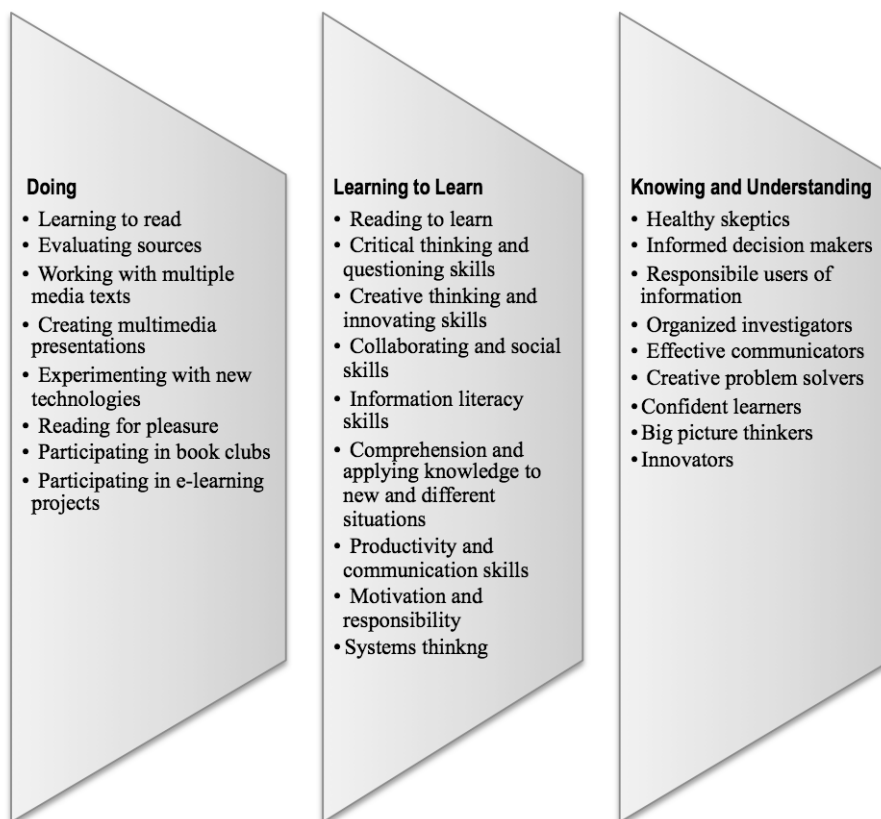 Doing
• Learning to read
• Evaluating sources
• Working with multiple
media texts
• Creating multimedia
presentations
• Experimenting with new
technologies
• Reading for pleasure
• Participating in book clubs
• Participating in e-learning
projects
Learning to Learn
• Reading to learn
• Critical thinking and
questioning skills
• Creative thinking and
innovating skills
• Collaborating and social
skills
• Information literacy
skills
• Comprehension and
applying knowledge to
new and different
situations
• Productivity and
communication skills
• Motivation and
responsibility
• Systems thinkng
Knowing and Understanding
• Healthy skeptics
• Informed decision makers
• Responsibile users of
information
• Organized investigators
• Effective communicators
• Creative problem solvers
• Confident learners
• Big picture thinkers
• Innovators